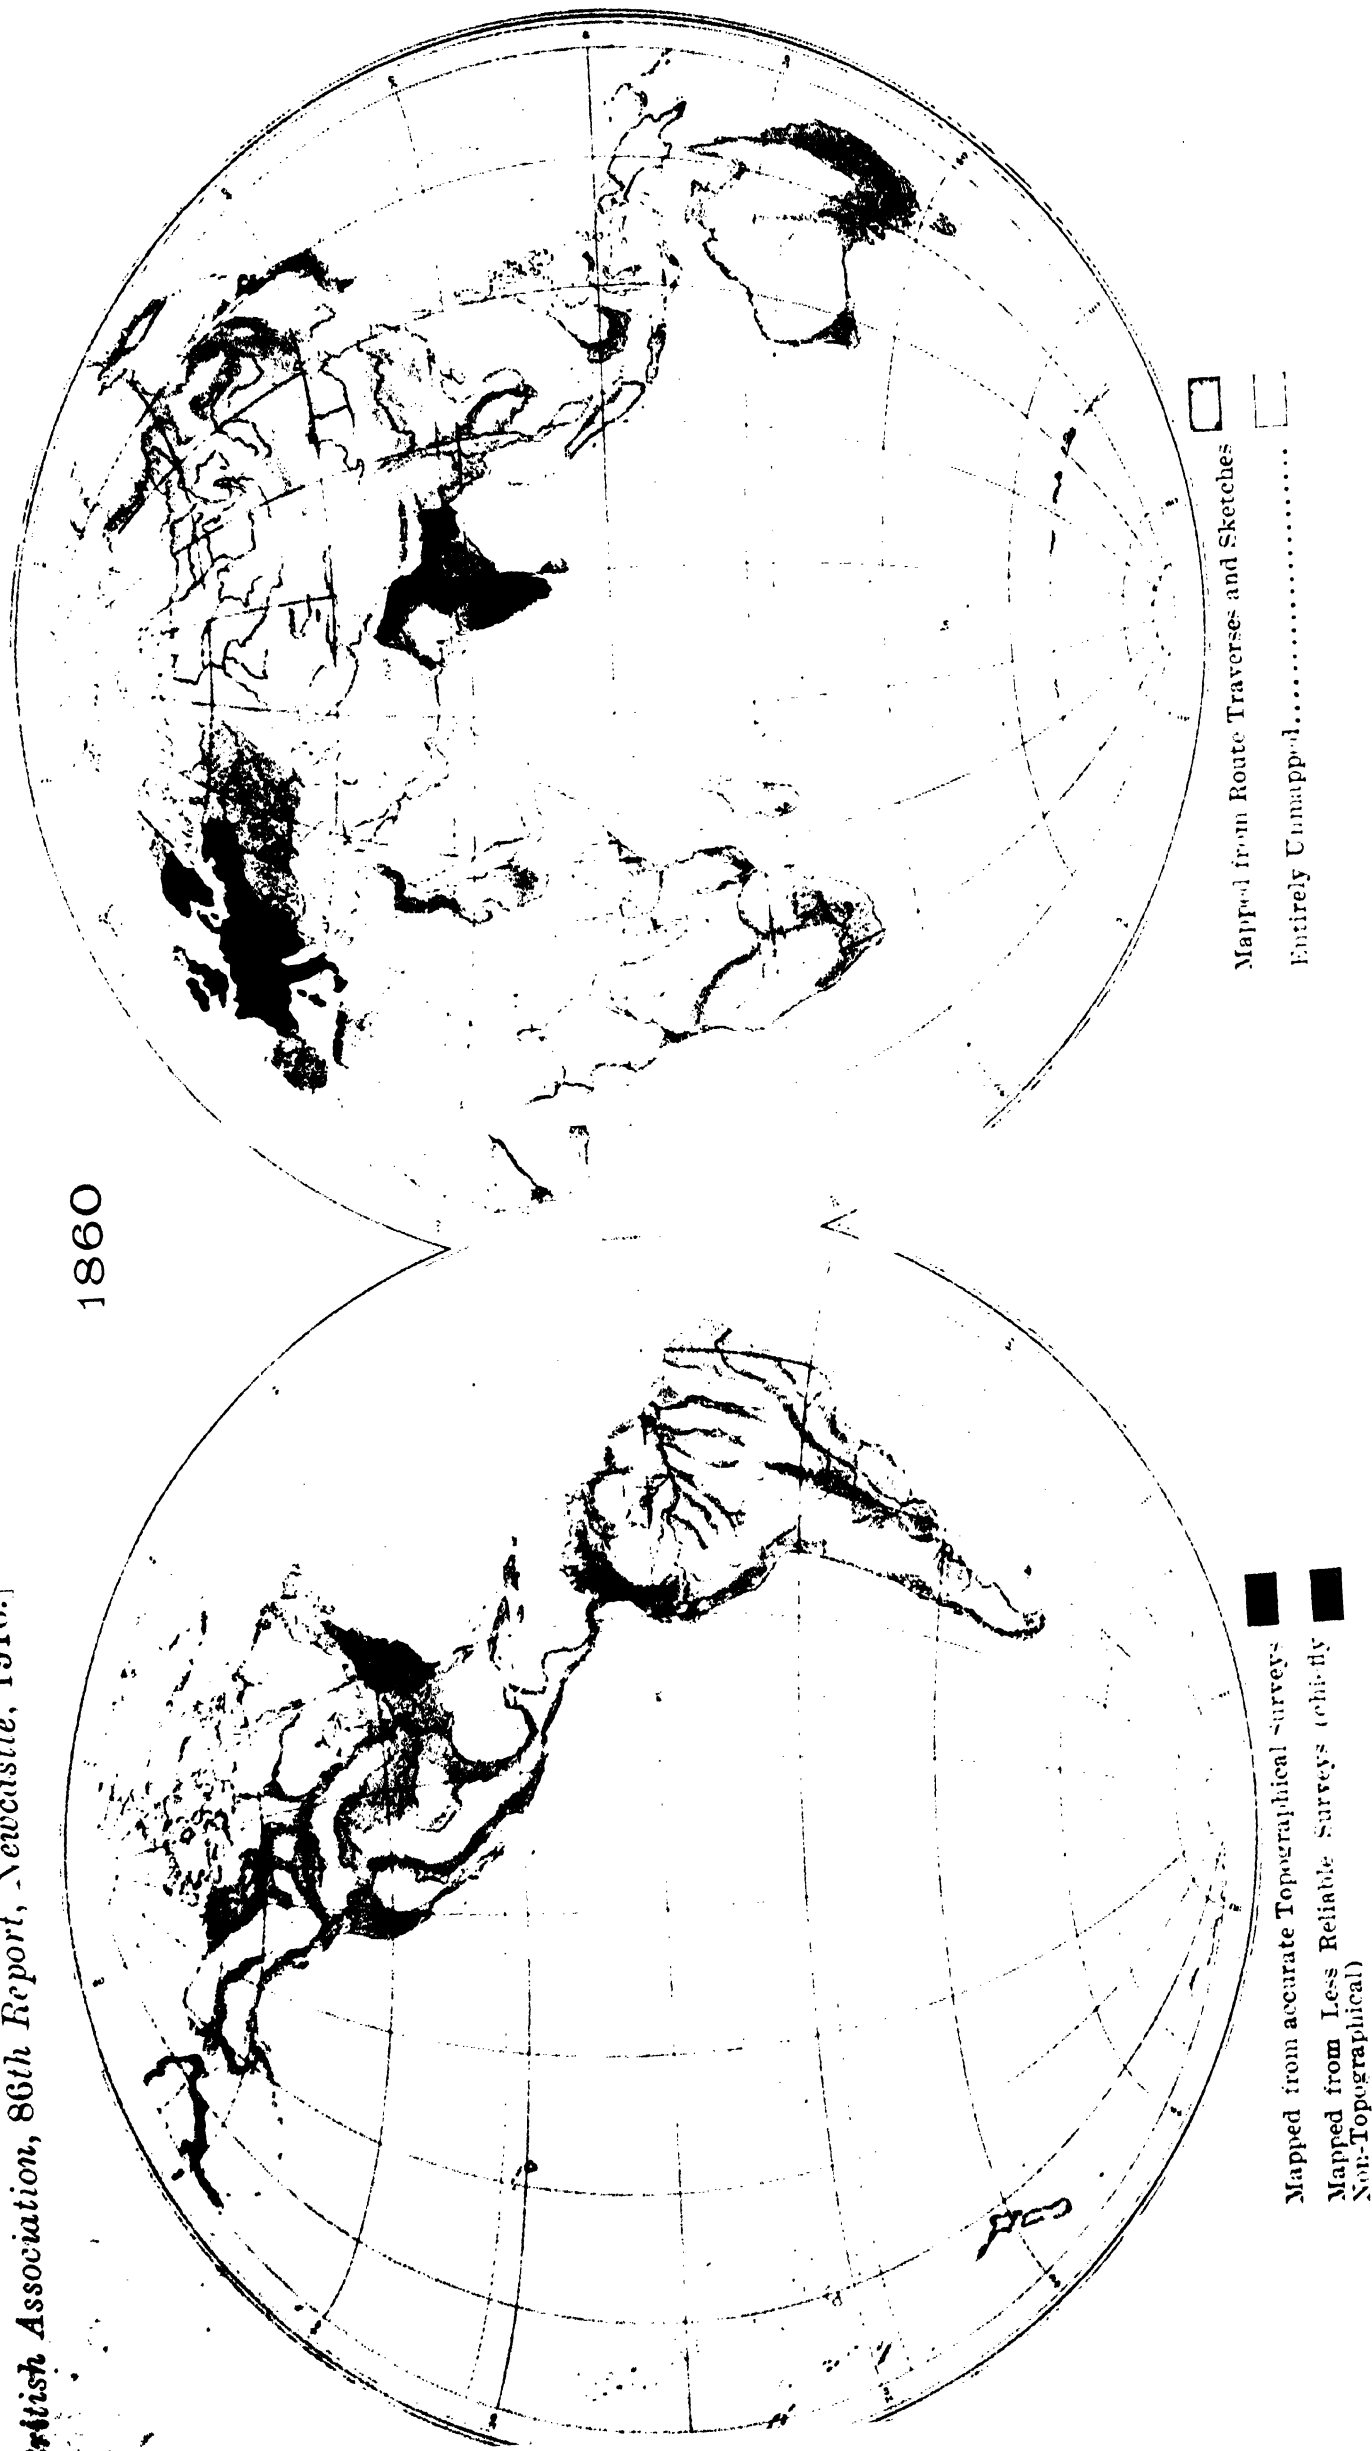 British Association, 86th Report, Newcastle, 1916.]
1860
Mapped from accurate Topographical Surveys
Mapped from Less Reliable Surveys (chiefly
Non-Topographical)
Mapped from Route Traverses and Sketches
Entirely Unmapped..............................